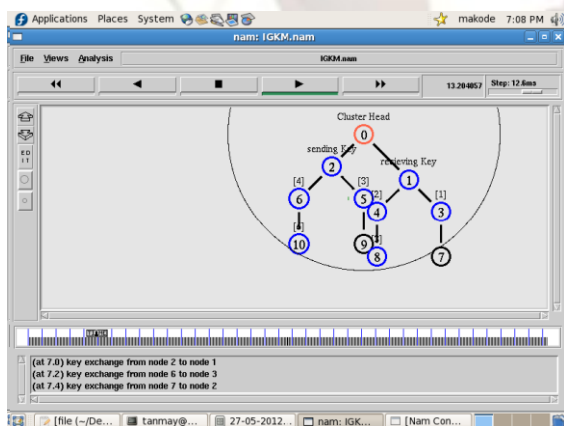 Applications Places System makode 7:08 PM
nam: IGKM.nam
File Views Analysis IGKM.nam
13.204057 Step: 12.6ms
ED
IT
Cluster Head
0
sending Key
2 recieving Key
1
[4] [3] [2] [1]
6 5 4 3
10 9 8 7
(at 7.0) key exchange from node 2 to node 1
(at 7.2) key exchange from node 6 to node 3
(at 7.4) key exchange from node 7 to node 2
[file (~/De... tanmay@... 27-05-2012... nam: IGK... [Nam Con...